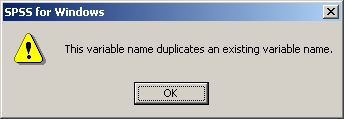 SPSS for Windows
This variable name duplicates an existing variable name.
OK